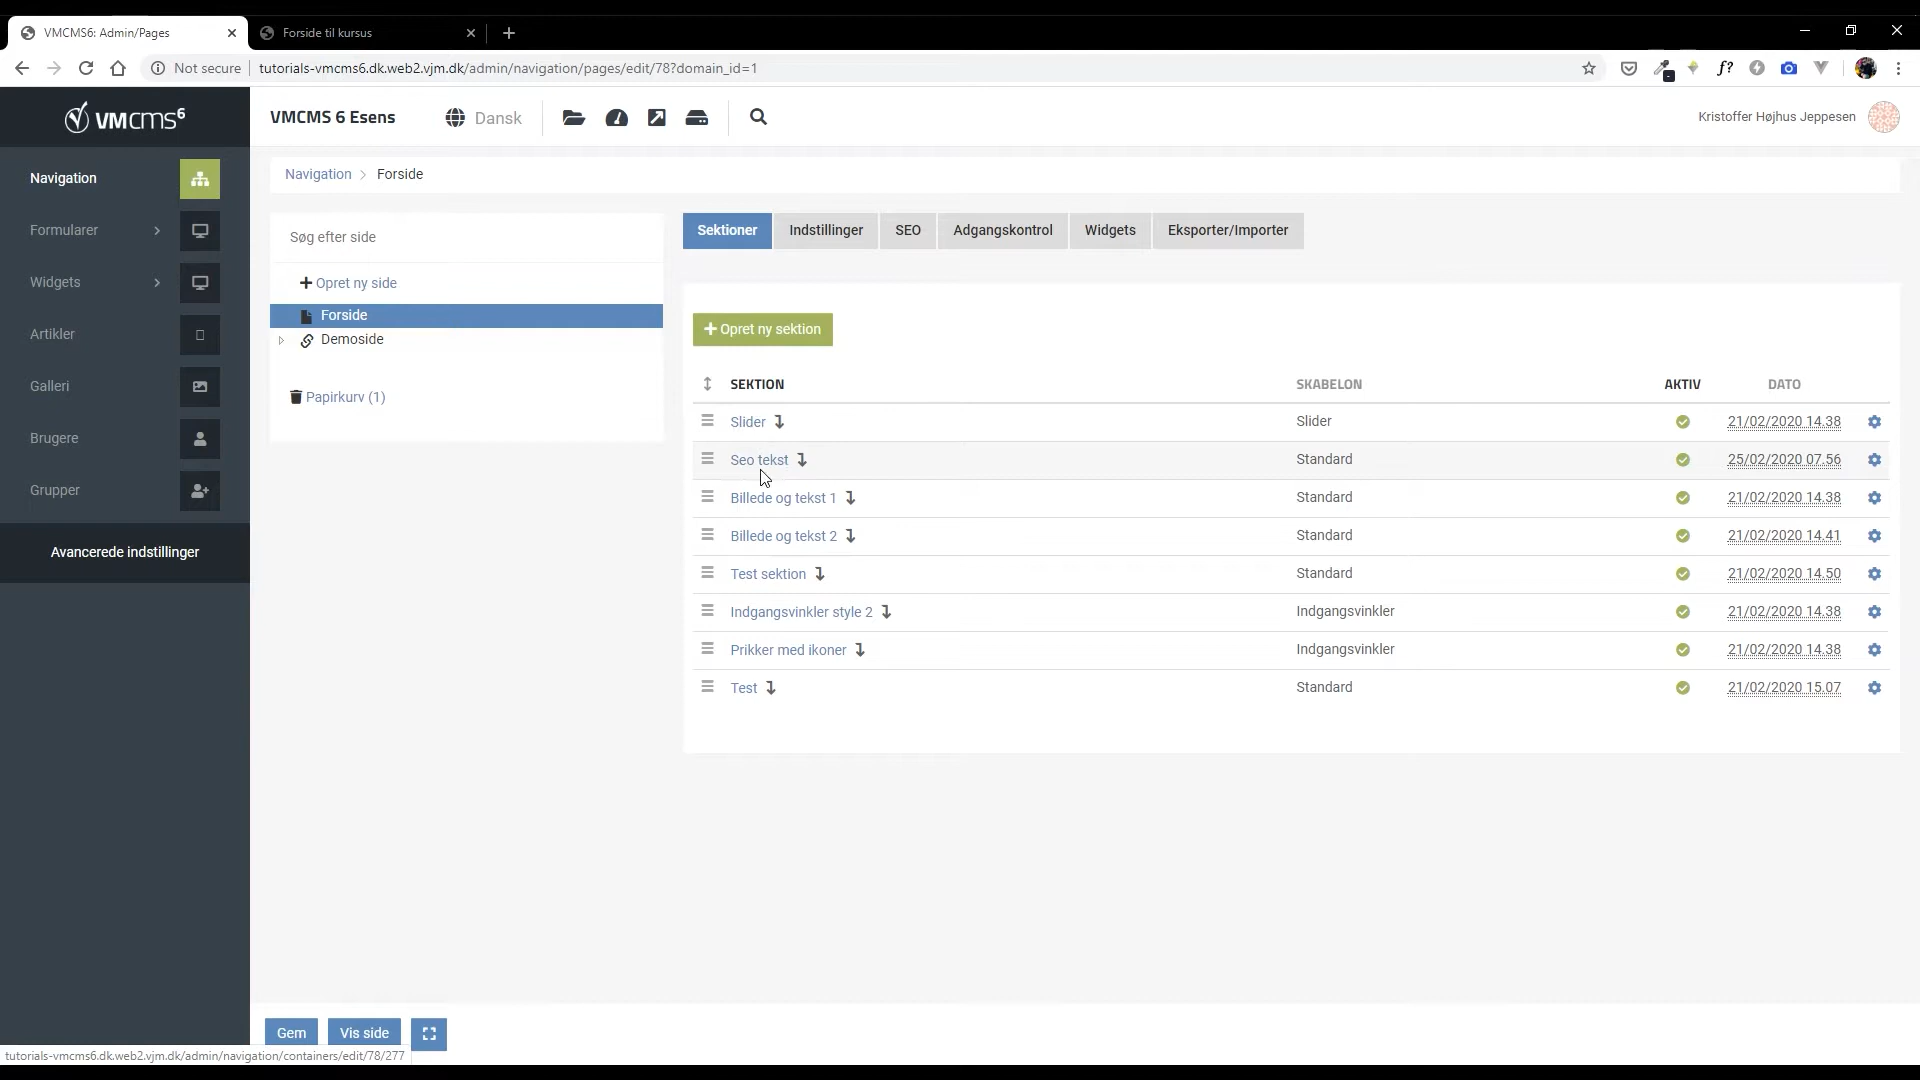 VMCMS6: Admin/Pages
Forside til kursus
Not secure
tutorials-vmcms6.dk.web2.vjm.dk/admin/navigation/pages/edit/78?domain_id=1
f?
VMCMS6
VMCMS 6 Esens
Dansk
Kristoffer Højhus Jeppesen
Navigation
Formularer
Widgets
Artikler
Galleri
Brugere
Grupper
Avancerede indstillinger
Navigation > Forside
Søg efter side
Opret ny side
Forside
Demoside
Papirkurv (1)
Sektioner Indstillinger SEO Adgangskontrol Widgets Eksporter/Importer
Opret ny sektion
SEKTION SKABELON AKTIV DATO
Slider Slider 21/02/2020 14.38
Seo tekst Standard 25/02/2020 07.56
Billede og tekst 1 Standard 21/02/2020 14.38
Billede og tekst 2 Standard 21/02/2020 14.41
Test sektion Standard 21/02/2020 14.50
Indgangsvinkler style 2 Indgangsvinkler 21/02/2020 14.38
Prikker med ikoner Indgangsvinkler 21/02/2020 14.38
Test Standard 21/02/2020 15.07
Gem Vis side
tutorials-vmcms6.dk.web2.vjm.dk/admin/navigation/containers/edit/78/277